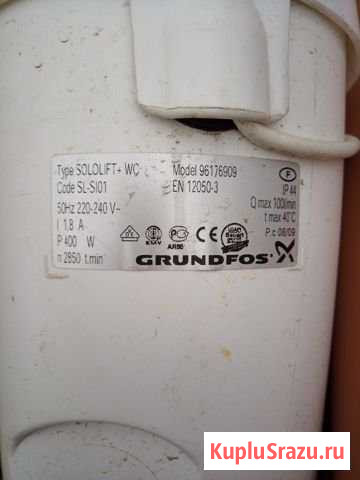 Type SOLOLIFT+ WC Model 96176909 F
Code SL-SI01 EN 12050-3 IP 44
50Hz 220-240 V~ Q max 100l/min
I 1,8 A t max 40°C
P 400 W P.c 08/09
n 2850 t.min
GRUNDFOS
KupluSrazu.ru